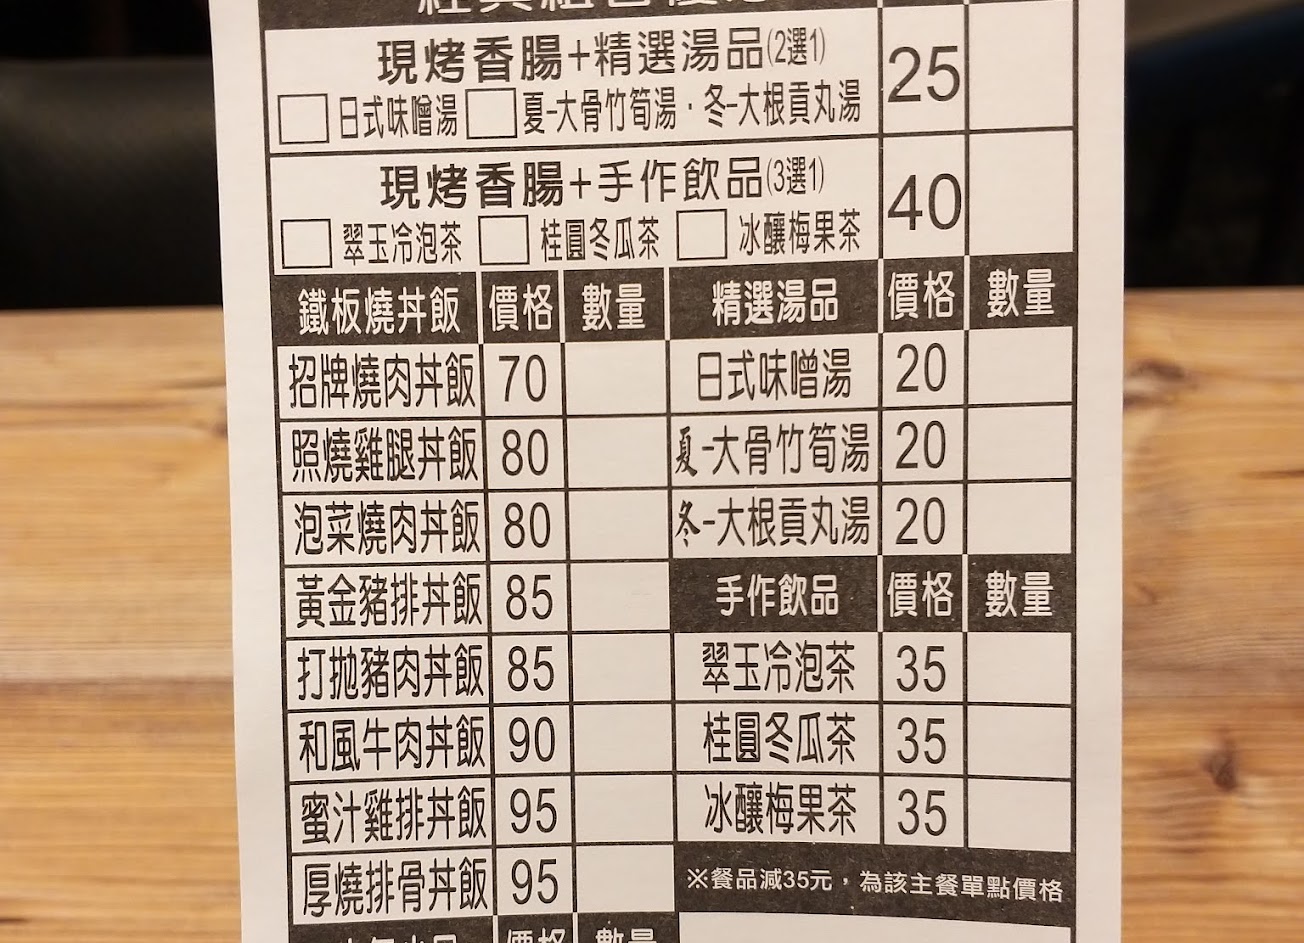 現烤香腸+精選湯品(2選1) 25
日式味噌湯 夏-大骨竹筍湯．冬-大根貢丸湯
現烤香腸+手作飲品(3選1) 40
翠玉冷泡茶 桂圓冬瓜茶 冰釀梅果茶
鐵板燒丼飯 價格 數量 精選湯品 價格 數量
招牌燒肉丼飯 70 日式味噌湯 20
照燒雞腿丼飯 80 夏-大骨竹筍湯 20
泡菜燒肉丼飯 80 冬-大根貢丸湯 20
黃金豬排丼飯 85 手作飲品 價格 數量
打拋豬肉丼飯 85 翠玉冷泡茶 35
和風牛肉丼飯 90 桂圓冬瓜茶 35
蜜汁雞排丼飯 95 冰釀梅果茶 35
厚燒排骨丼飯 95 ※餐品減35元，為該主餐單點價格
價格 數量